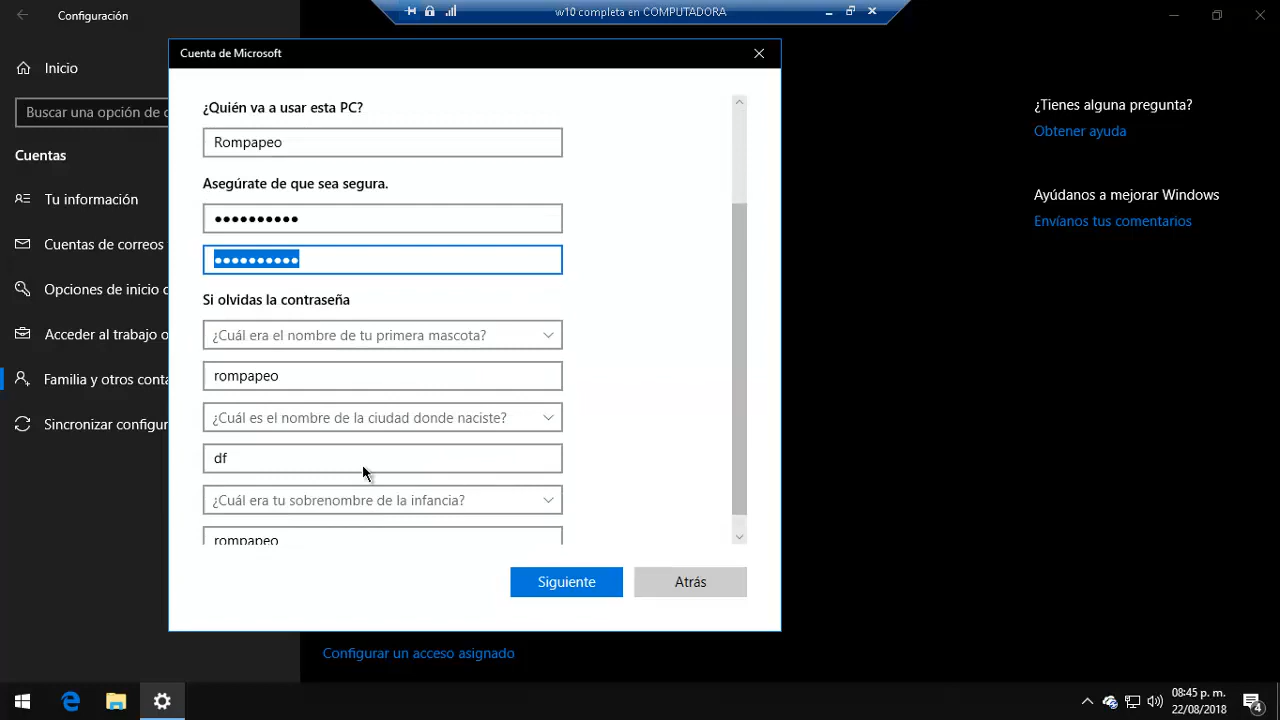 Configuración
w10 completa en COMPUTADORA
Cuenta de Microsoft
Inicio
Buscar una opción de c
Cuentas
Tu información
Cuentas de correo
Opciones de inicio c
Acceder al trabajo o
Familia y otros conta
Sincronizar configur
¿Quién va a usar esta PC?
Rompapeo
Asegúrate de que sea segura.
●●●●●●●●●●
●●●●●●●●●●
Si olvidas la contraseña
¿Cuál era el nombre de tu primera mascota?
rompapeo
¿Cuál es el nombre de la ciudad donde naciste?
df
¿Cuál era tu sobrenombre de la infancia?
rompapeo
Siguiente
Atrás
Configurar un acceso asignado
¿Tienes alguna pregunta?
Obtener ayuda
Ayúdanos a mejorar Windows
Envíanos tus comentarios
08:45 p. m.
22/08/2018
4